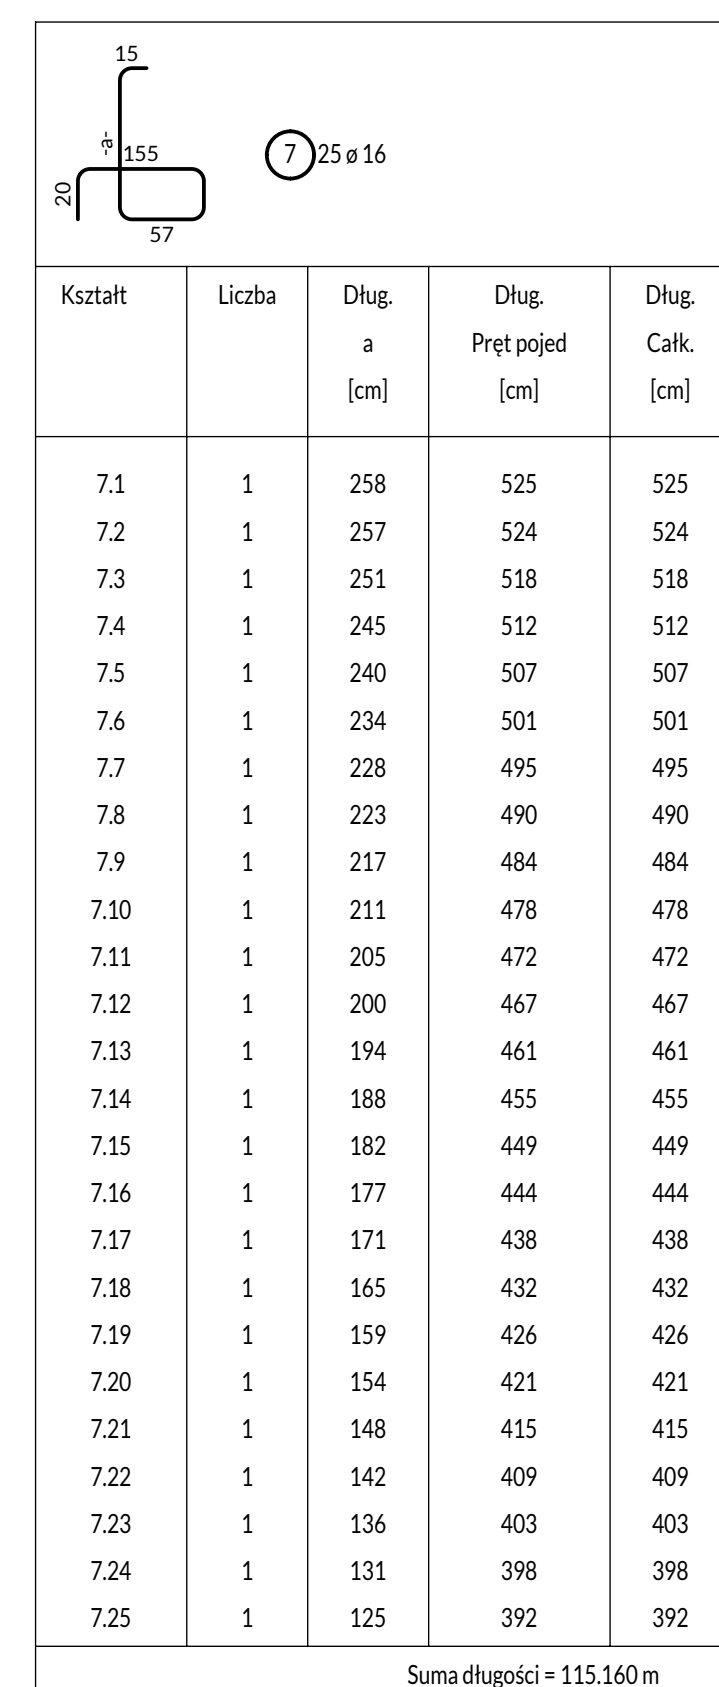 15
-a-
155
7 25 ø 16
20
57
Kształt Liczba Dług. Dług. Dług.
a Pręt pojed Całk.
[cm] [cm] [cm]
7.1 1 258 525 525
7.2 1 257 524 524
7.3 1 251 518 518
7.4 1 245 512 512
7.5 1 240 507 507
7.6 1 234 501 501
7.7 1 228 495 495
7.8 1 223 490 490
7.9 1 217 484 484
7.10 1 211 478 478
7.11 1 205 472 472
7.12 1 200 467 467
7.13 1 194 461 461
7.14 1 188 455 455
7.15 1 182 449 449
7.16 1 177 444 444
7.17 1 171 438 438
7.18 1 165 432 432
7.19 1 159 426 426
7.20 1 154 421 421
7.21 1 148 415 415
7.22 1 142 409 409
7.23 1 136 403 403
7.24 1 131 398 398
7.25 1 125 392 392
Suma długości = 115.160 m